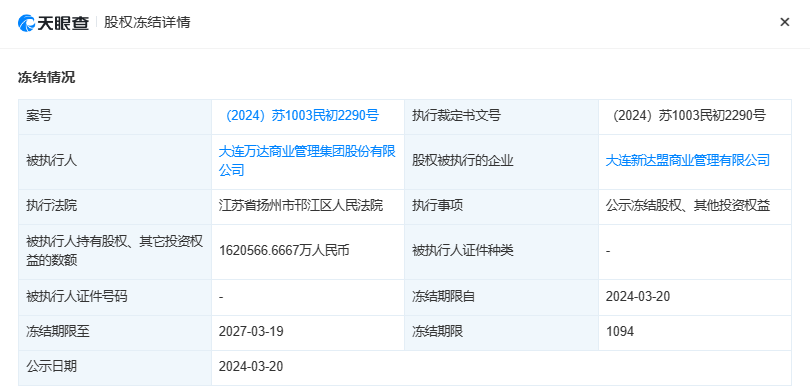 天眼查 股权冻结详情 ×
冻结情况
案号 （2024）苏1003民初2290号 执行裁定书文号 （2024）苏1003民初2290号
被执行人 大连万达商业管理集团股份有限公司 股权被执行的企业 大连新达盟商业管理有限公司
执行法院 江苏省扬州市邗江区人民法院 执行事项 公示冻结股权、其他投资权益
被执行人持有股权、其它投资权益的数额 1620566.6667万人民币 被执行人证件种类 -
被执行人证件号码 - 冻结期限自 2024-03-20
冻结期限至 2027-03-19 冻结期限 1094
公示日期 2024-03-20